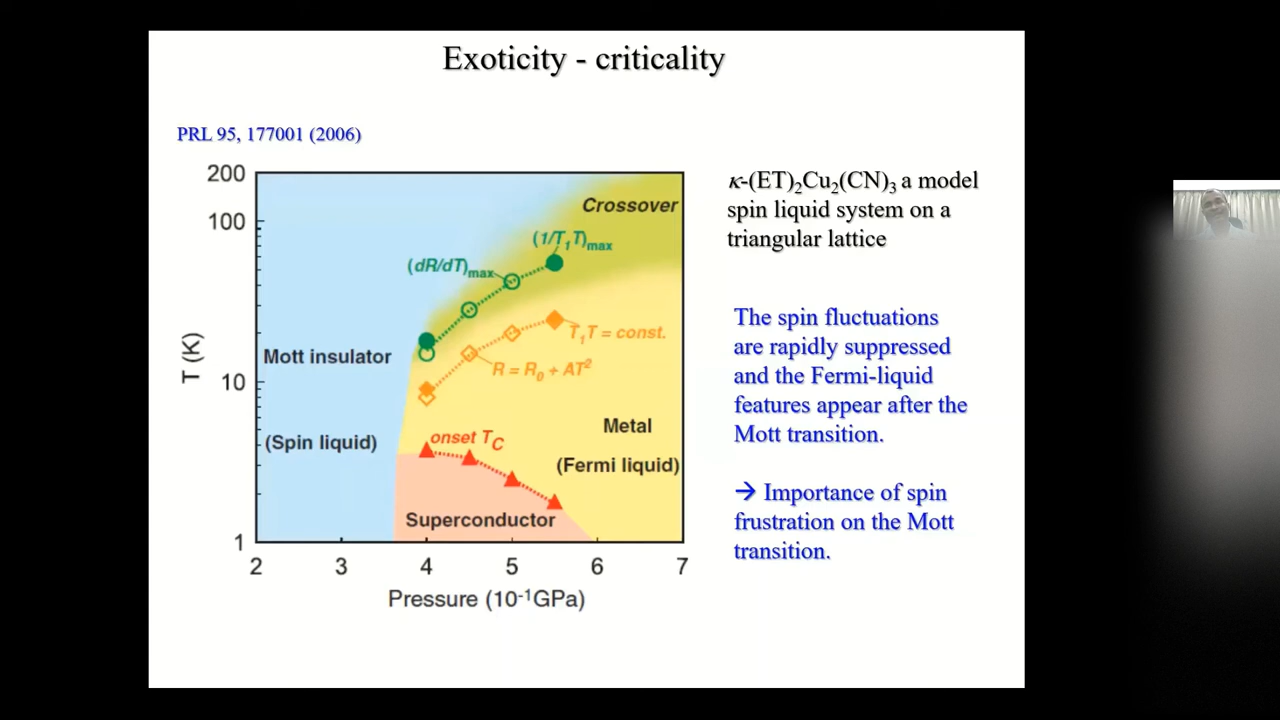 Exoticity - criticality
PRL 95, 177001 (2006)
κ-(ET)₂Cu₂(CN)₃ a model
spin liquid system on a
triangular lattice
The spin fluctuations
are rapidly suppressed
and the Fermi-liquid
features appear after the
Mott transition.
→ Importance of spin
frustration on the Mott
transition.
200
100
10
1
T (K)
2 3 4 5 6 7
Pressure (10⁻¹GPa)
Crossover
(1/T₁T)max
(dR/dT)max
T₁T = const.
R = R₀ + AT²
Mott insulator
(Spin liquid)
onset TC
Metal
(Fermi liquid)
Superconductor